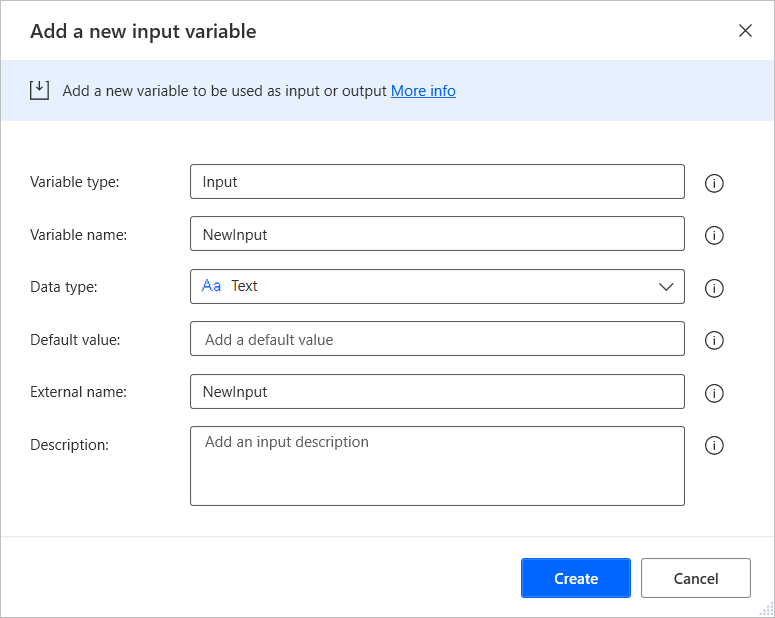 Add a new input variable
Add a new variable to be used as input or output More info
Variable type: Input
Variable name: NewInput
Data type: Aa Text
Default value: Add a default value
External name: NewInput
Description: Add an input description
Create Cancel